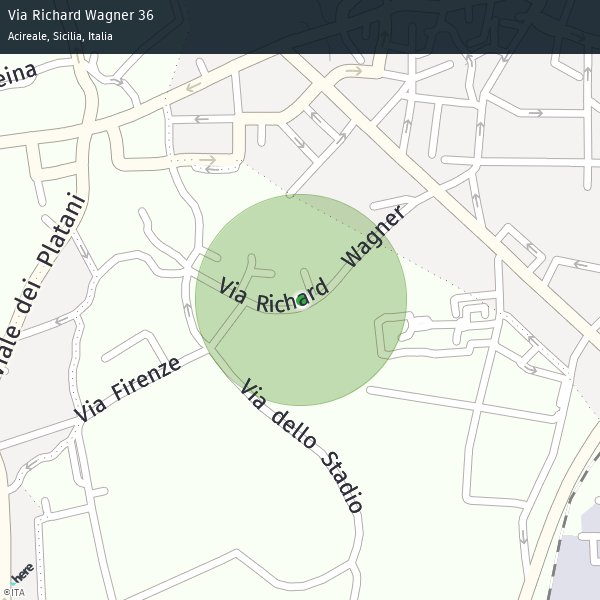 Via Richard Wagner 36
Acireale, Sicilia, Italia
eina
Viale dei Platani
Via Richard Wagner
Via Firenze
Via dello Stadio
here
©ITA